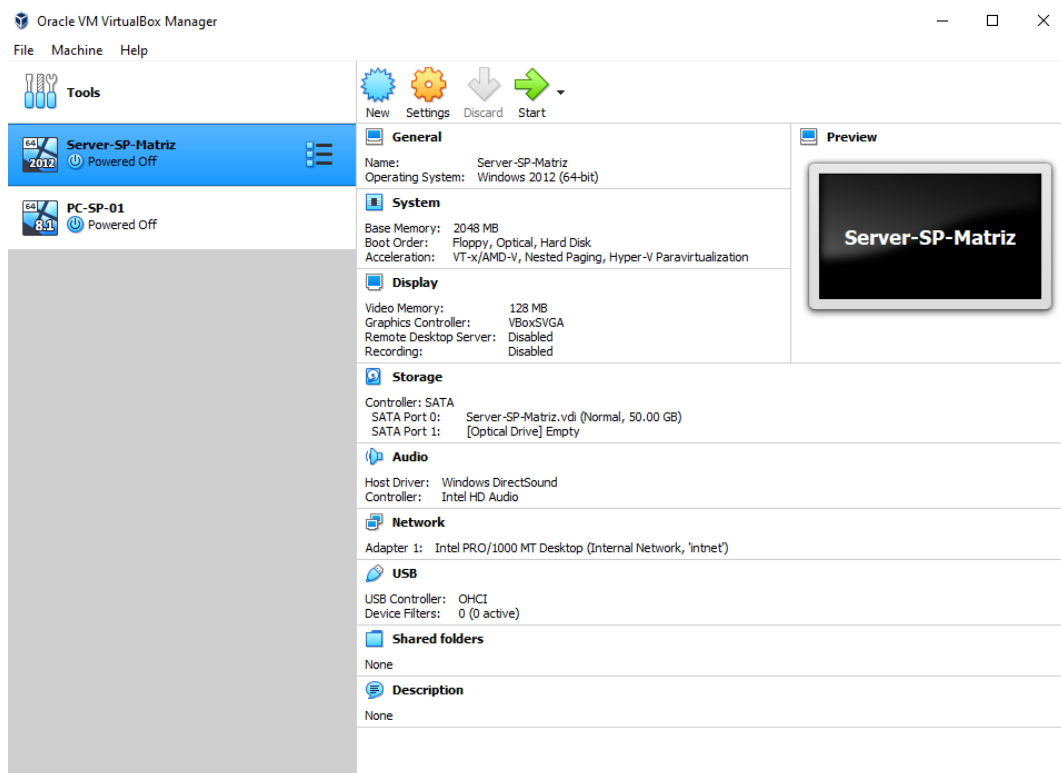 Oracle VM VirtualBox Manager
File Machine Help
Tools
New Settings Discard Start
64 2012 Server-SP-Matriz
Powered Off
64 8.1 PC-SP-01
Powered Off
General
Name: Server-SP-Matriz
Operating System: Windows 2012 (64-bit)
System
Base Memory: 2048 MB
Boot Order: Floppy, Optical, Hard Disk
Acceleration: VT-x/AMD-V, Nested Paging, Hyper-V Paravirtualization
Display
Video Memory: 128 MB
Graphics Controller: VBoxSVGA
Remote Desktop Server: Disabled
Recording: Disabled
Preview
Server-SP-Matriz
Storage
Controller: SATA
SATA Port 0: Server-SP-Matriz.vdi (Normal, 50.00 GB)
SATA Port 1: [Optical Drive] Empty
Audio
Host Driver: Windows DirectSound
Controller: Intel HD Audio
Network
Adapter 1: Intel PRO/1000 MT Desktop (Internal Network, 'intnet')
USB
USB Controller: OHCI
Device Filters: 0 (0 active)
Shared folders
None
Description
None